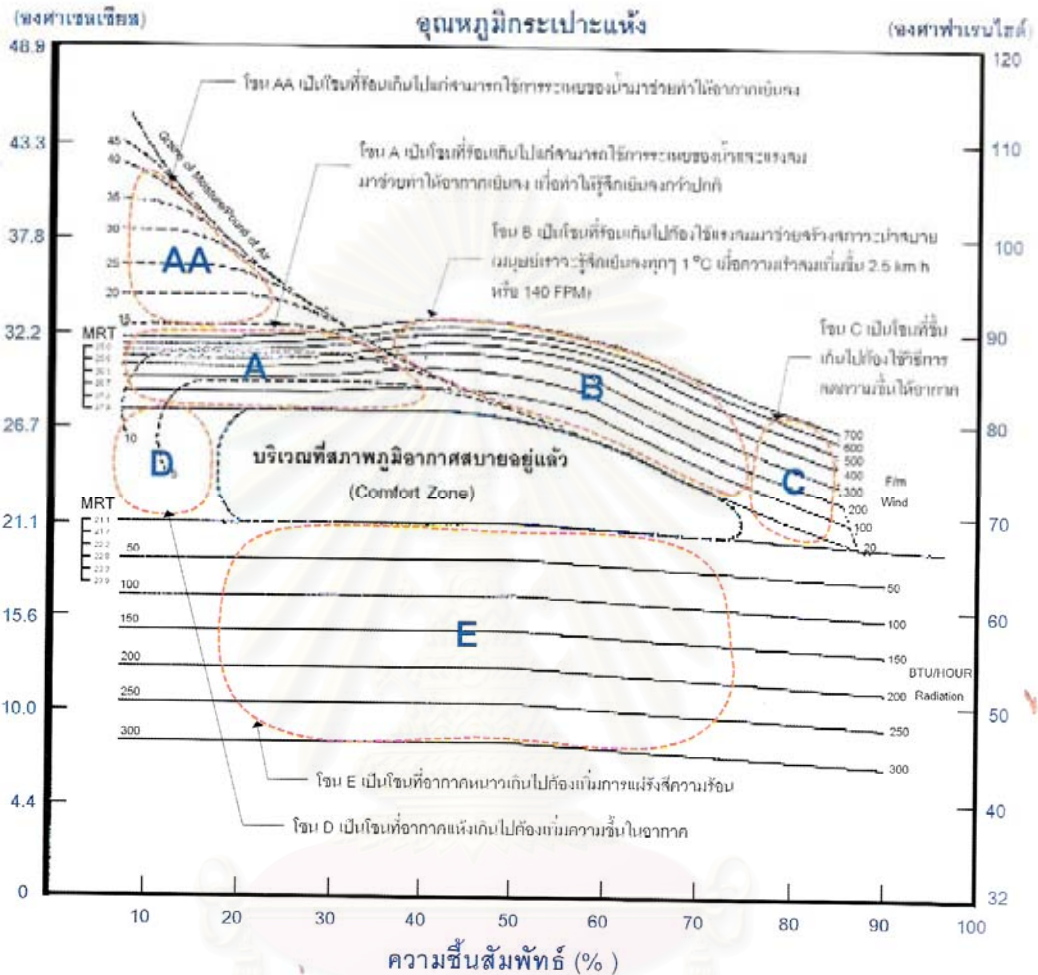 (องศาเซลเซียส)
อุณหภูมิกระเปาะแห้ง
(องศาฟาเรนไฮต์)
48.9
43.3
37.8
32.2
26.7
21.1
15.6
10.0
4.4
0
120
110
100
90
80
70
60
50
40
32
โซน AA เป็นโซนที่ร้อนเกินไปแก่สามารถใช้การระเหยของน้ำมาช่วยทำให้อากาศเย็นลง
โซน A เป็นโซนที่ร้อนเกินไปแก่สามารถใช้การระเหยของน้ำและแรงลม
มาช่วยทำให้อากาศเย็นลง เพื่อทำให้รู้สึกเย็นลงกว่าปกติ
โซน B เป็นโซนที่ร้อนเกินไปต้องใช้แรงลมมาช่วยสร้างสภาวะน่าสบาย
(มนุษย์เราจะรู้สึกเย็นลงทุกๆ 1 °C เมื่อความเร็วลมเพิ่มขึ้น 2.5 km h
หรือ 140 FPM)
โซน C เป็นโซนที่ชื้น
เกินไปต้องใช้วิธีการ
ลดความชื้นให้อากาศ
Grains of Moisture/Pound of Air
45
40
35
30
25
20
15
10
AA
A
B
C
D
E
MRT
บริเวณที่สภาพภูมิอากาศสบายอยู่แล้ว
(Comfort Zone)
700
600
500
400
300
200
100
20
F/m
Wind
MRT
21.1
21.7
22.2
50
100
150
200
250
300
50
100
150
200
250
300
BTU/HOUR
Radiation
โซน E เป็นโซนที่อากาศหนาวเกินไปต้องเพิ่มการแผ่รังสีความร้อน
โซน D เป็นโซนที่อากาศแห้งเกินไปต้องเพิ่มความชื้นในอากาศ
10
20
30
40
50
60
70
80
90
100
ความชื้นสัมพัทธ์ (% )